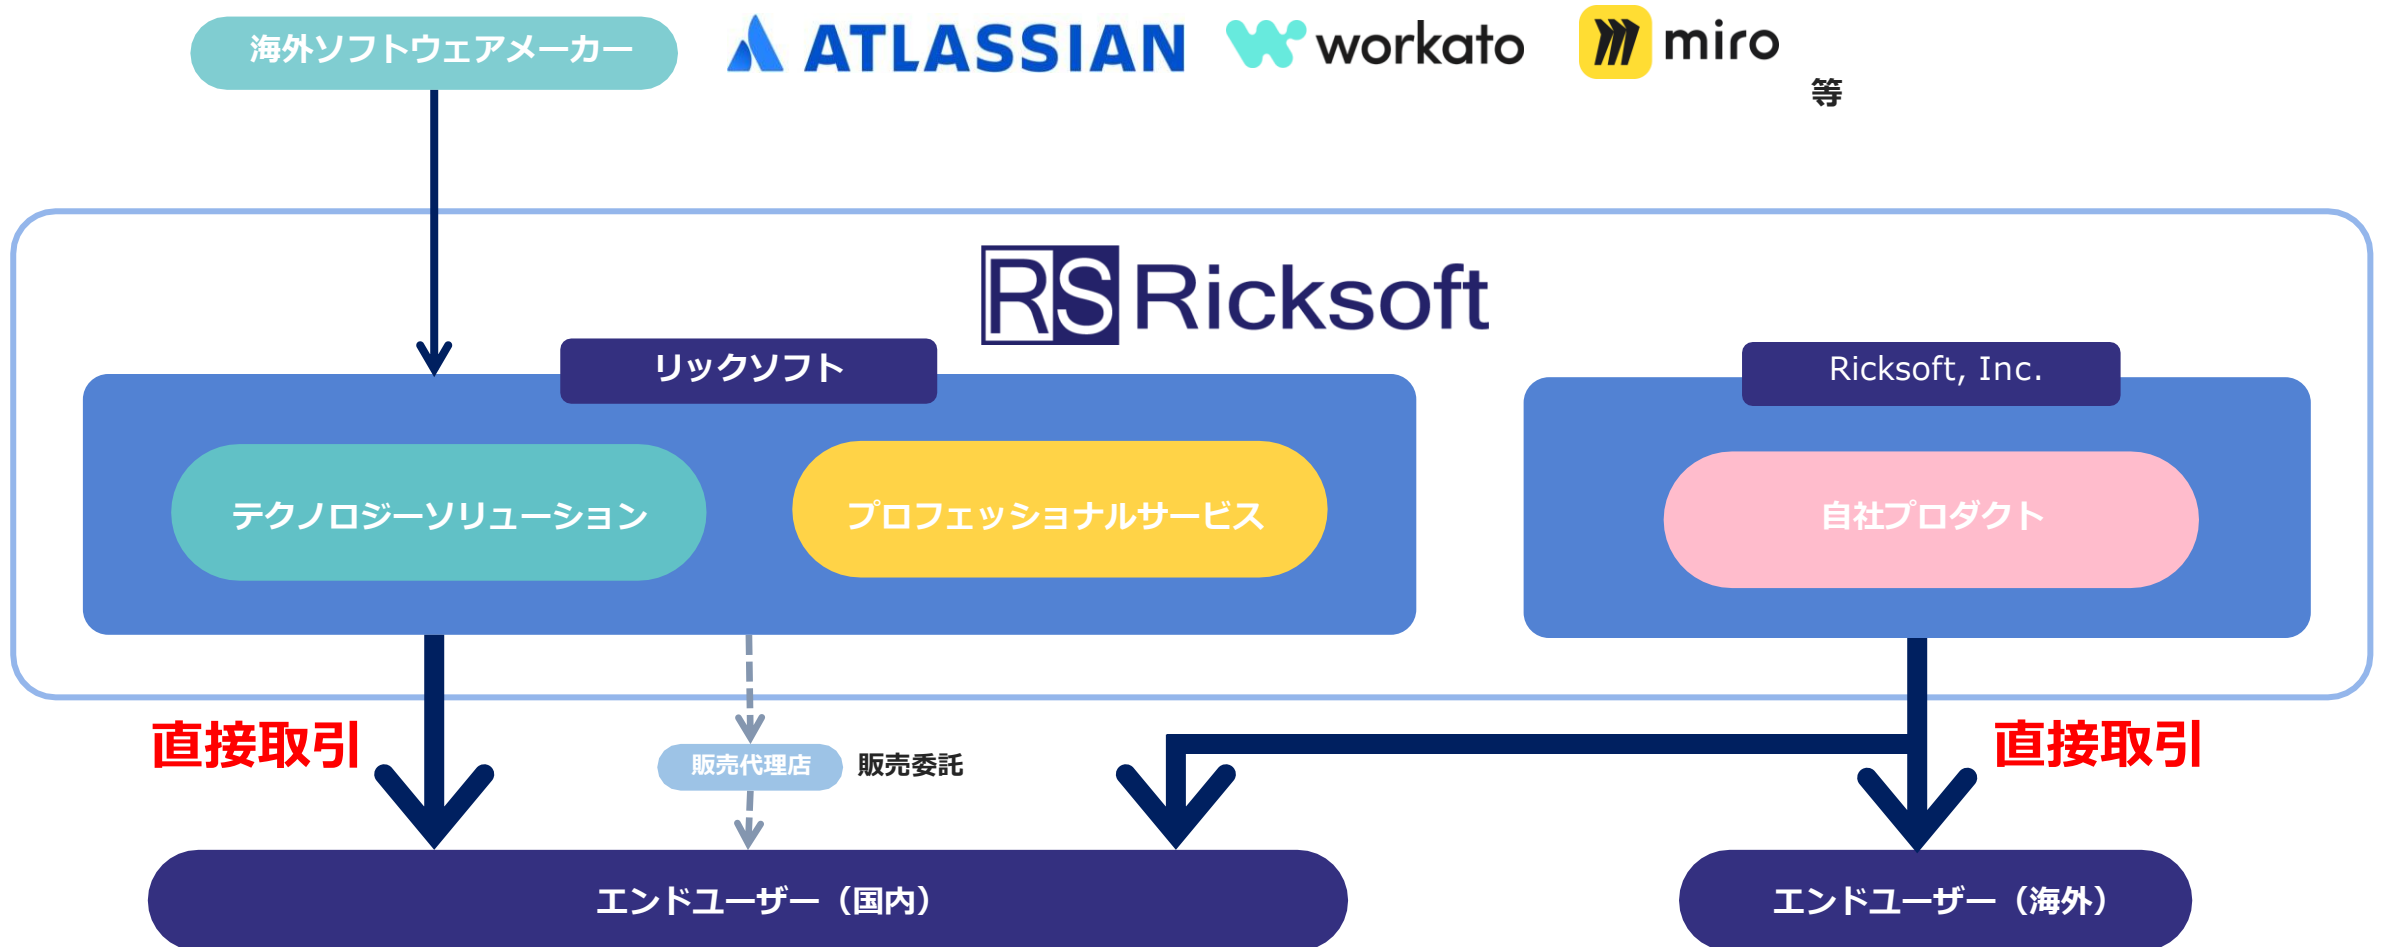 海外ソフトウェアメーカー
ATLASSIAN
workato
miro
等
RS Ricksoft
リックソフト
Ricksoft, Inc.
テクノロジーソリューション
プロフェッショナルサービス
自社プロダクト
直接取引
販売代理店
販売委託
直接取引
エンドユーザー（国内）
エンドユーザー（海外）